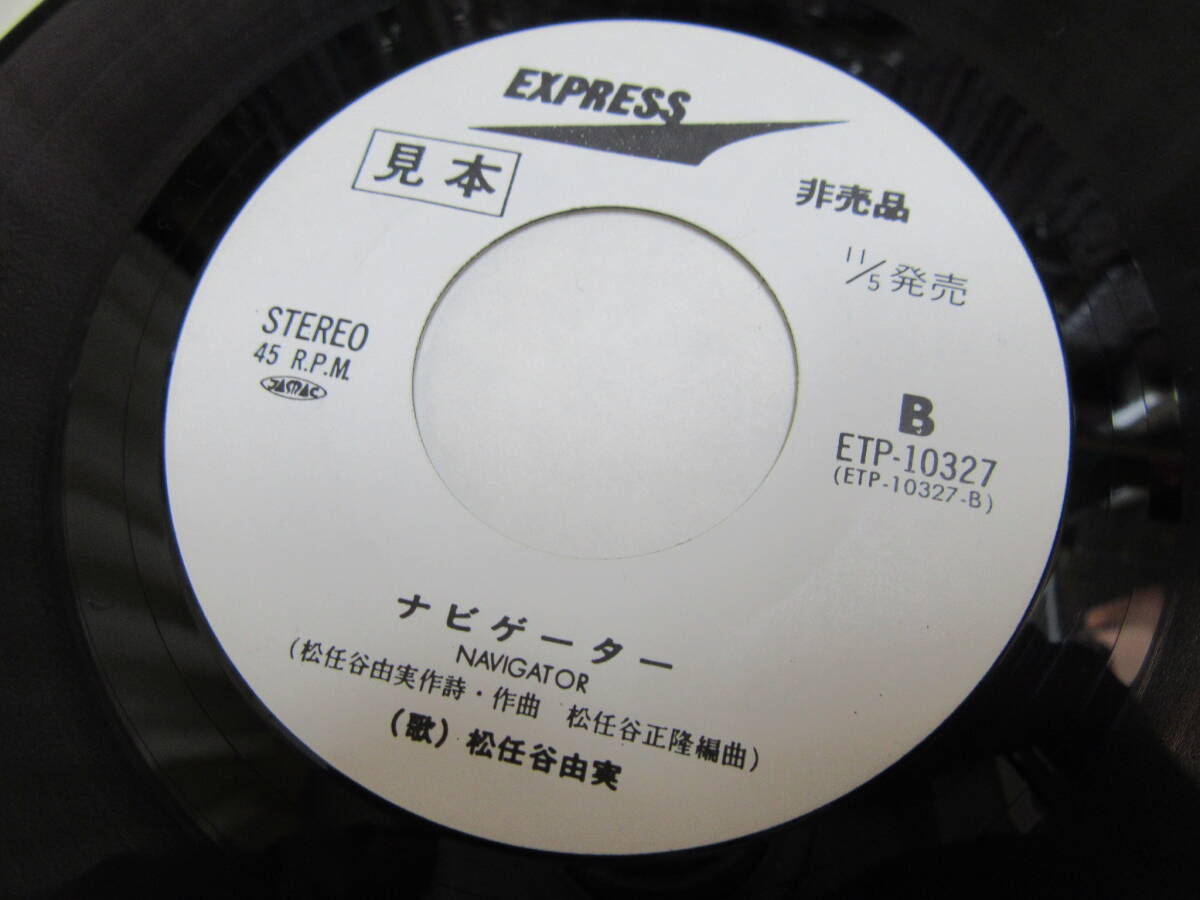 EXPRESS
見本
非売品
11/5発売
STEREO
45 R.P.M.
JASRAC
B
ETP-10327
(ETP-10327-B)
ナビゲーター
NAVIGATOR
(松任谷由実作詩・作曲 松任谷正隆編曲)
(歌) 松任谷由実